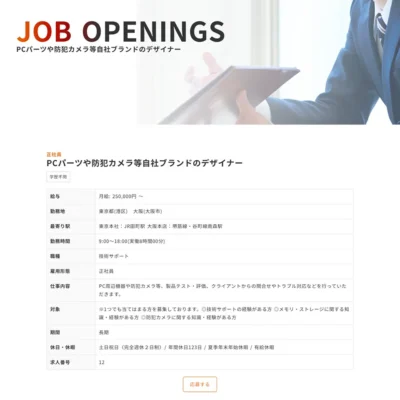 JOB OPENINGS
PCパーツや防犯カメラ等自社ブランドのデザイナー
正社員
PCパーツや防犯カメラ等自社ブランドのデザイナー
学歴不問
給与 月給: 250,000円 〜
勤務地 東京都(港区) 大阪(大阪市)
最寄り駅 東京本社：JR田町駅 大阪本店：堺筋線・谷町線南森駅
勤務時間 9:00〜18:00(実働8時間00分)
職種 技術サポート
雇用形態 正社員
仕事内容 PC周辺機器や防犯カメラ等、製品テスト・評価、クライアントからの問合せやトラブル対応などを行っていた
だきます。
対象 ※1つでも当てはまる方を募集しております。◎技術サポートの経験がある方 ◎メモリ・ストレージに関する知
識・経験がある方 ◎防犯カメラに関する知識・経験がある方
期間 長期
休日・休暇 土日祝日（完全週休２日制）/ 年間休日123日 / 夏季年末年始休暇 / 有給休暇
求人番号 12
応募する